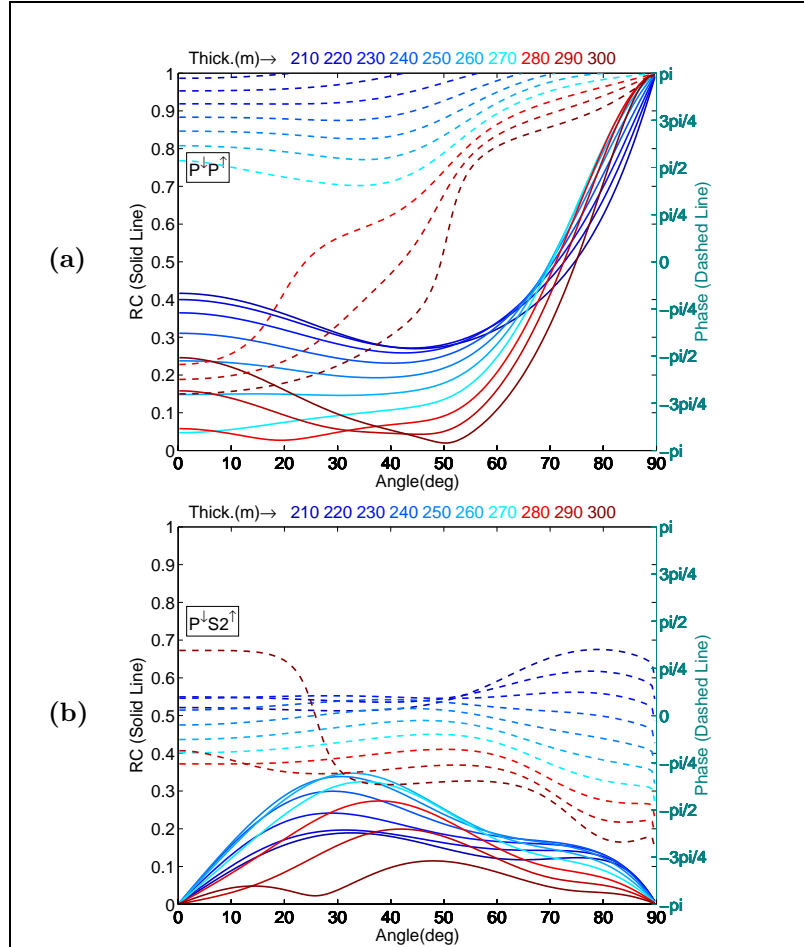 Thick.(m)→ 210 220 230 240 250 260 270 280 290 300
1 pi
0.9 3pi/4
0.8
P↓P↑ pi/2
0.7
0.6 pi/4
(a) RC (Solid Line) 0.5 0 Phase (Dashed Line)
0.4 −pi/4
0.3
0.2 −pi/2
0.1 −3pi/4
0 −pi
0 10 20 30 40 50 60 70 80 90
Angle(deg)
Thick.(m)→ 210 220 230 240 250 260 270 280 290 300
1 pi
0.9 3pi/4
0.8
P↓S2↑ pi/2
0.7
0.6 pi/4
(b) RC (Solid Line) 0.5 0 Phase (Dashed Line)
0.4 −pi/4
0.3
0.2 −pi/2
0.1 −3pi/4
0 −pi
0 10 20 30 40 50 60 70 80 90
Angle(deg)